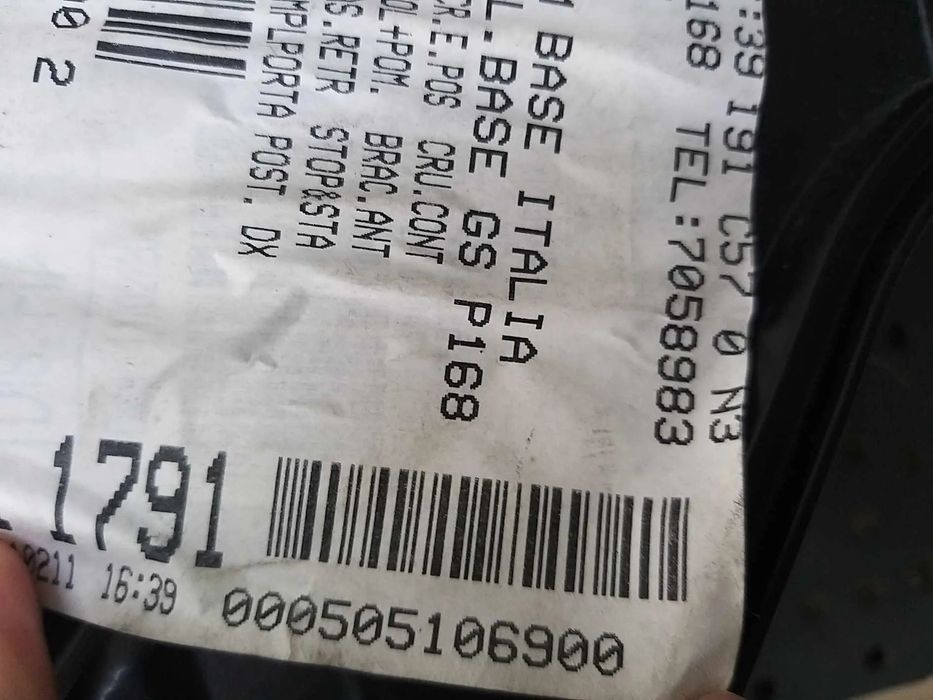 :39 191 C57 0 N3
168 TEL:7058983
BASE ITALIA
L.BASE GS P168
CR.E.POS CRU.CONT
OL+POM. BRAC.ANT
S.RETR STOP&STA
MPLPORTA POST. DX
0 2
1791
0211 16:39
000505106900